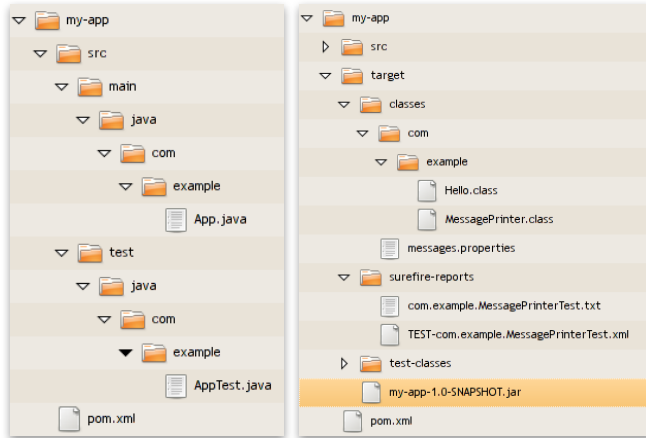 my-app
src
main
java
com
example
App.java
test
java
com
example
AppTest.java
pom.xml
my-app
src
target
classes
com
example
Hello.class
MessagePrinter.class
messages.properties
surefire-reports
com.example.MessagePrinterTest.txt
TEST-com.example.MessagePrinterTest.xml
test-classes
my-app-1.0-SNAPSHOT.jar
pom.xml